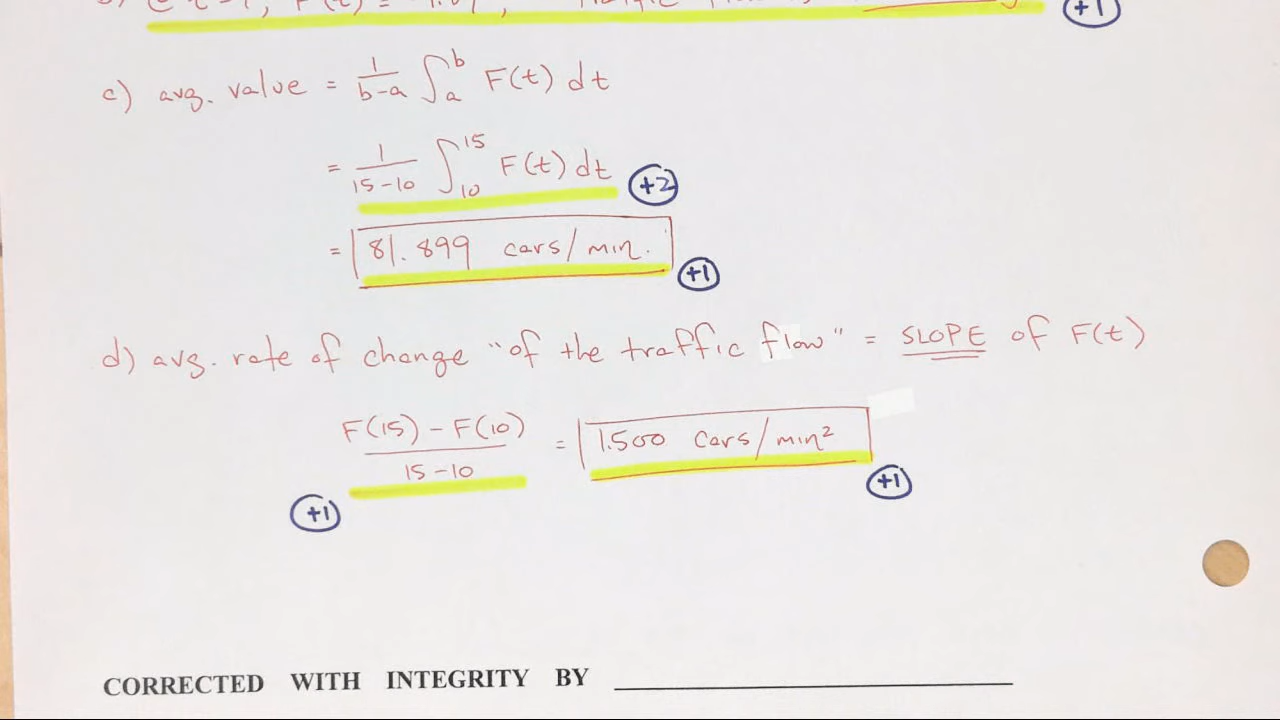 +1
c) avg. value = 1/(b-a) ∫_a^b F(t) dt
= 1/(15-10) ∫_10^15 F(t) dt +2
= 81.899 cars/min. +1
d) avg. rate of change "of the traffic flow" = SLOPE of F(t)
(F(15) - F(10))/(15-10) = 1.500 cars/min²
+1 +1
CORRECTED WITH INTEGRITY BY